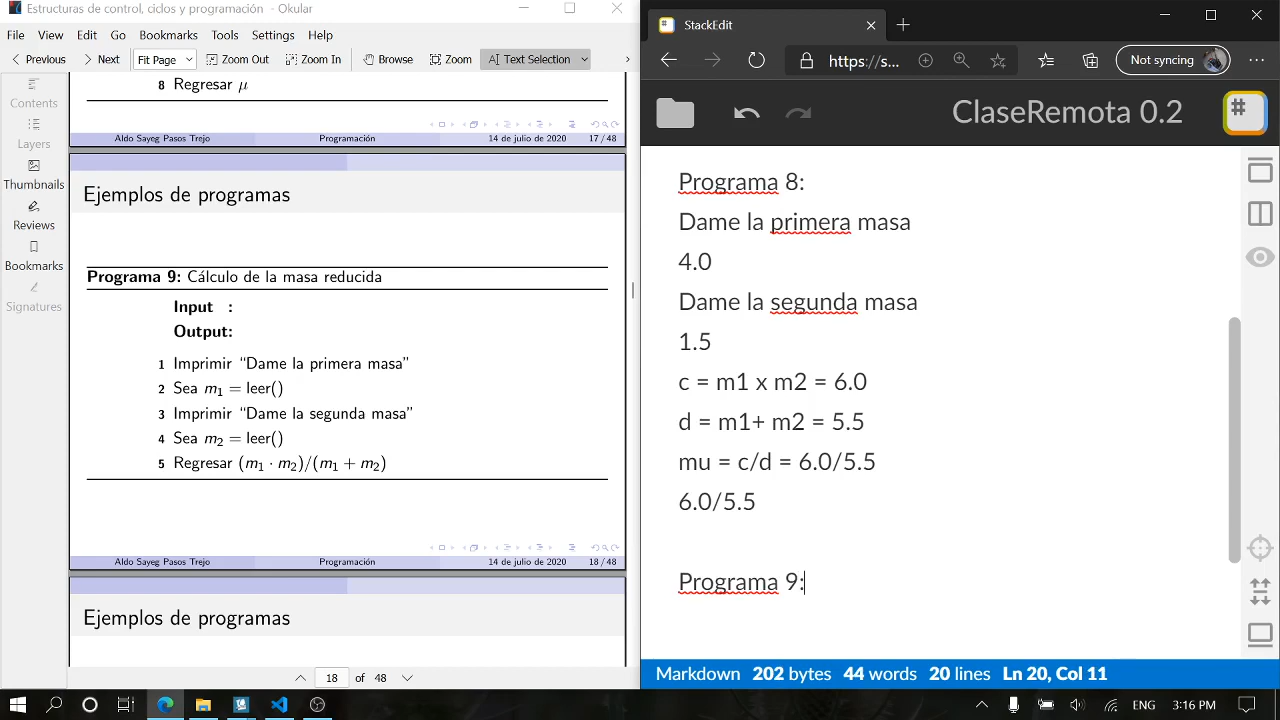 Estructuras de control, ciclos y programación - Okular
File View Edit Go Bookmarks Tools Settings Help
Previous Next Fit Page Zoom Out Zoom In Browse Zoom Text Selection
Contents
Layers
Thumbnails
Reviews
Bookmarks
Signatures
8 Regresar μ
Aldo Sayeg Pasos Trejo Programación 14 de julio de 2020 17 / 48
Ejemplos de programas
Programa 9: Cálculo de la masa reducida
Input :
Output:
1 Imprimir “Dame la primera masa”
2 Sea m₁ = leer()
3 Imprimir “Dame la segunda masa”
4 Sea m₂ = leer()
5 Regresar (m₁ · m₂)/(m₁ + m₂)
Aldo Sayeg Pasos Trejo Programación 14 de julio de 2020 18 / 48
Ejemplos de programas
18 of 48
StackEdit
https://s... Not syncing
ClaseRemota 0.2
Programa 8:
Dame la primera masa
4.0
Dame la segunda masa
1.5
c = m1 x m2 = 6.0
d = m1+ m2 = 5.5
mu = c/d = 6.0/5.5
6.0/5.5
Programa 9:
Markdown 202 bytes 44 words 20 lines Ln 20, Col 11
ENG 3:16 PM